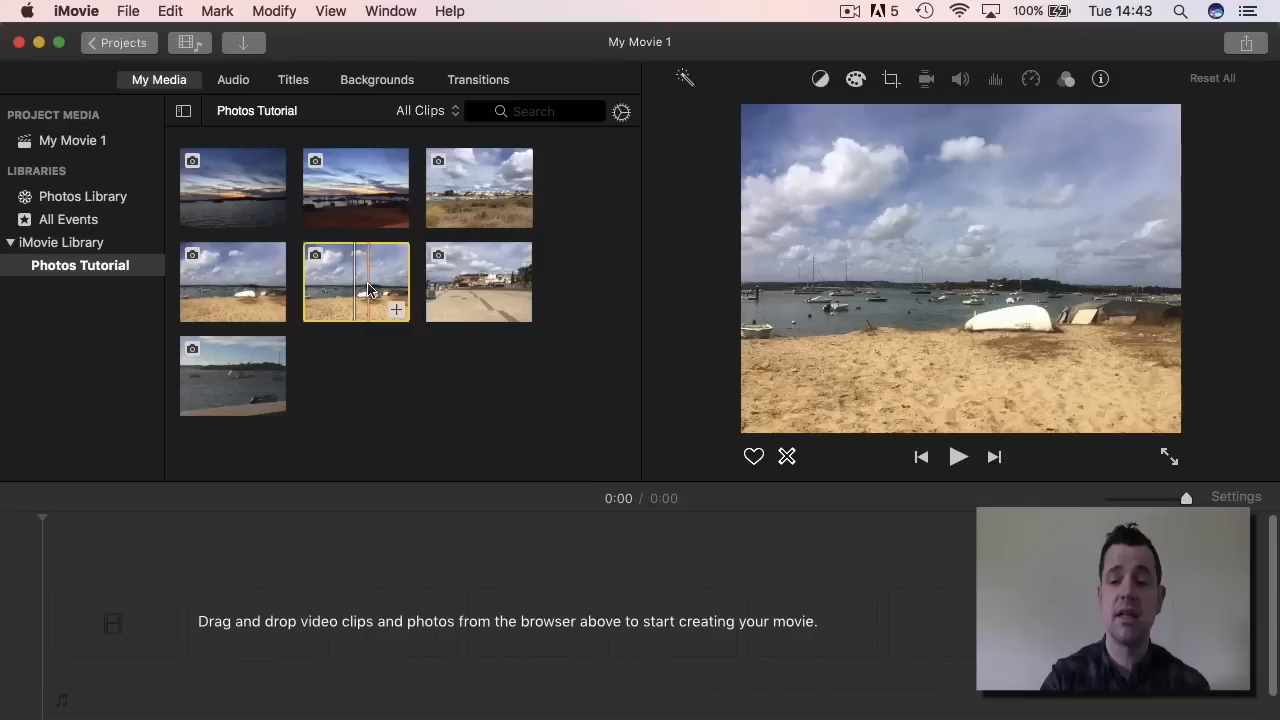 iMovie File Edit Mark Modify View Window Help 5 100% Tue 14:43
Projects My Movie 1
My Media Audio Titles Backgrounds Transitions Reset All
PROJECT MEDIA
My Movie 1
LIBRARIES
Photos Library
All Events
iMovie Library
Photos Tutorial
Photos Tutorial All Clips Search
0:00 / 0:00 Settings
Drag and drop video clips and photos from the browser above to start creating your movie.